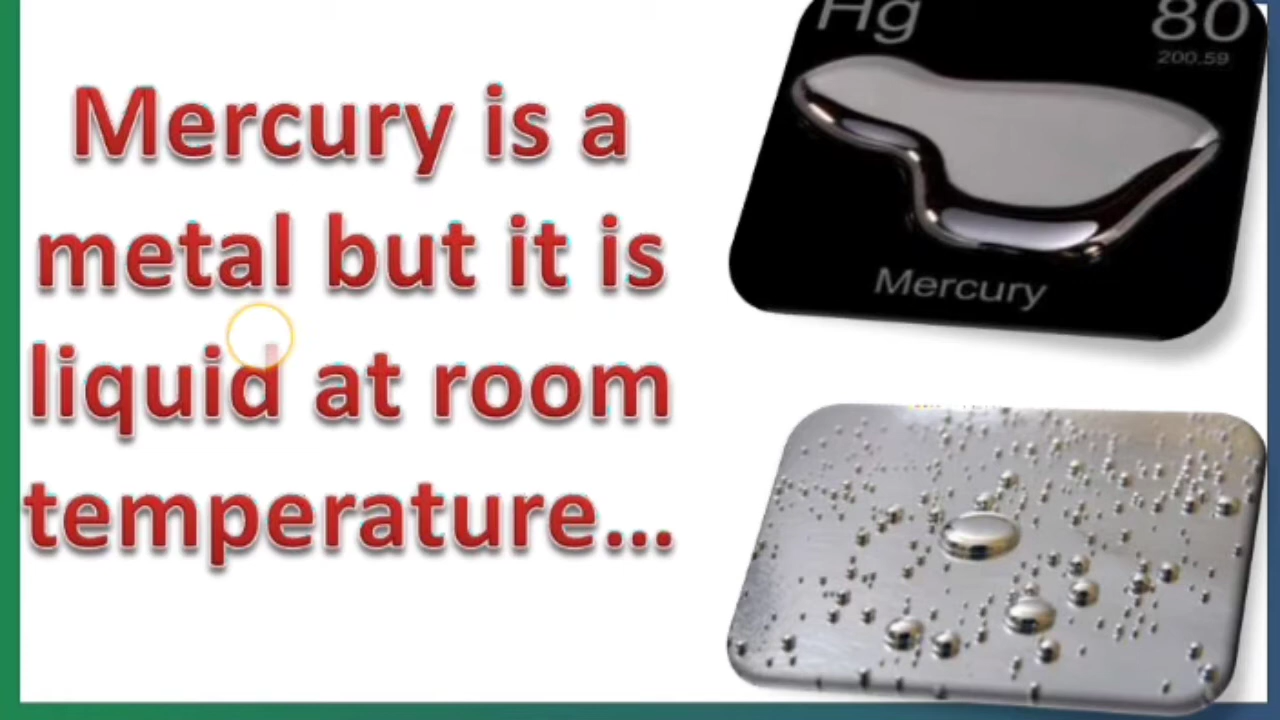 Mercury is a
metal but it is
liquid at room
temperature...
Hg 80
200.59
Mercury